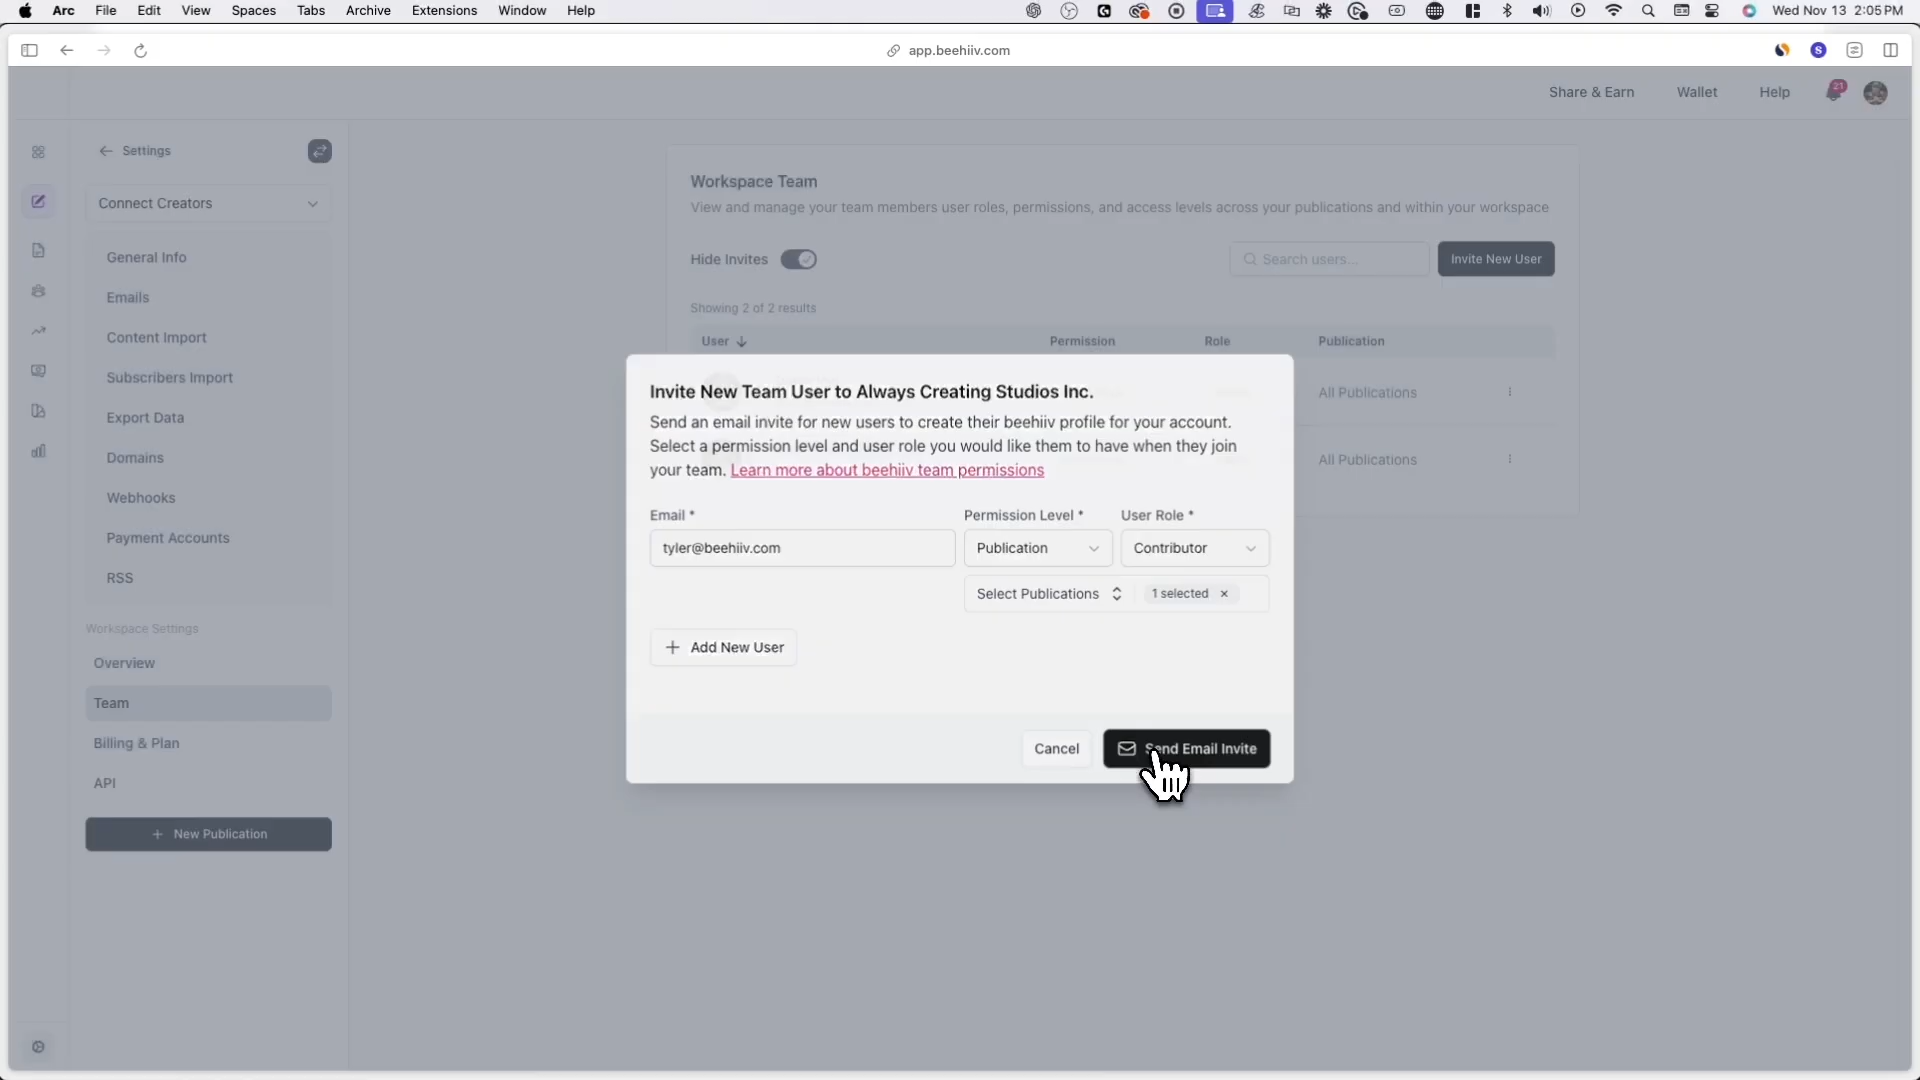 Arc File Edit View Spaces Tabs Archive Extensions Window Help
Wed Nov 13 2:05 PM
app.beehiiv.com
S
Share & Earn Wallet Help 21
Settings
Connect Creators
General Info
Emails
Content Import
Subscribers Import
Export Data
Domains
Webhooks
Payment Accounts
RSS
Workspace Settings
Overview
Team
Billing & Plan
API
New Publication
Workspace Team
View and manage your team members user roles, permissions, and access levels across your publications and within your workspace
Hide Invites
Search users...
Invite New User
Showing 2 of 2 results
User Permission Role Publication
All Publications
All Publications
Invite New Team User to Always Creating Studios Inc.
Send an email invite for new users to create their beehiiv profile for your account.
Select a permission level and user role you would like them to have when they join
your team. Learn more about beehiiv team permissions
Email * Permission Level * User Role *
tyler@beehiiv.com Publication Contributor
Select Publications 1 selected ×
Add New User
Cancel Send Email Invite